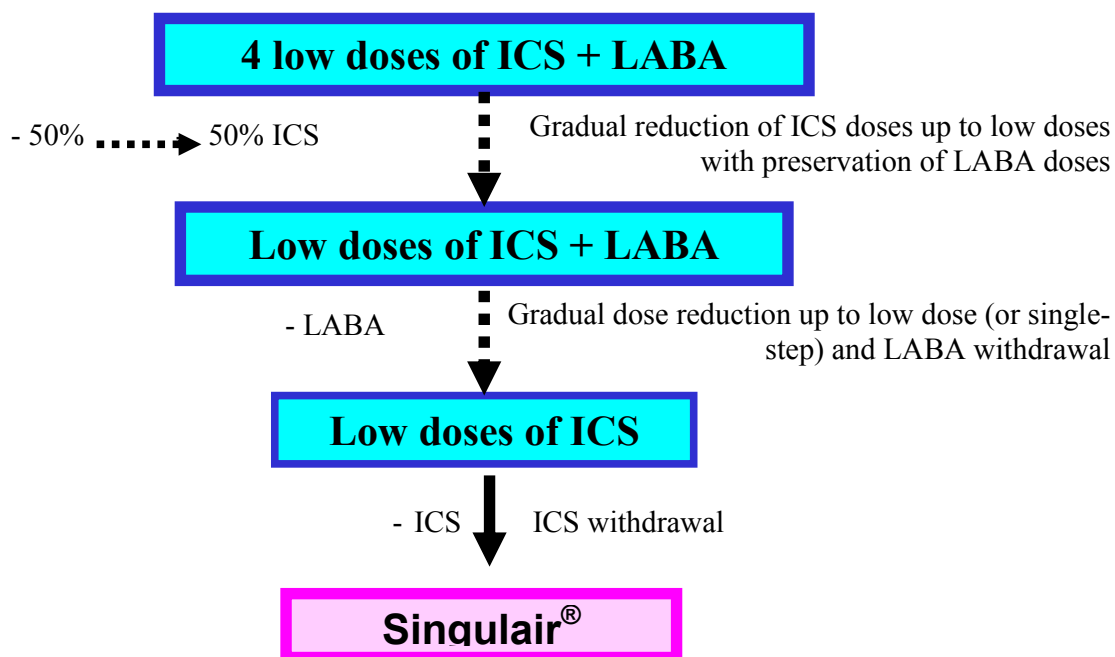 4 low doses of ICS + LABA
- 50% - 50% ICS
Gradual reduction of ICS doses up to low doses
with preservation of LABA doses
Low doses of ICS + LABA
- LABA
Gradual dose reduction up to low dose (or single-
step) and LABA withdrawal
Low doses of ICS
- ICS
ICS withdrawal
Singulair®